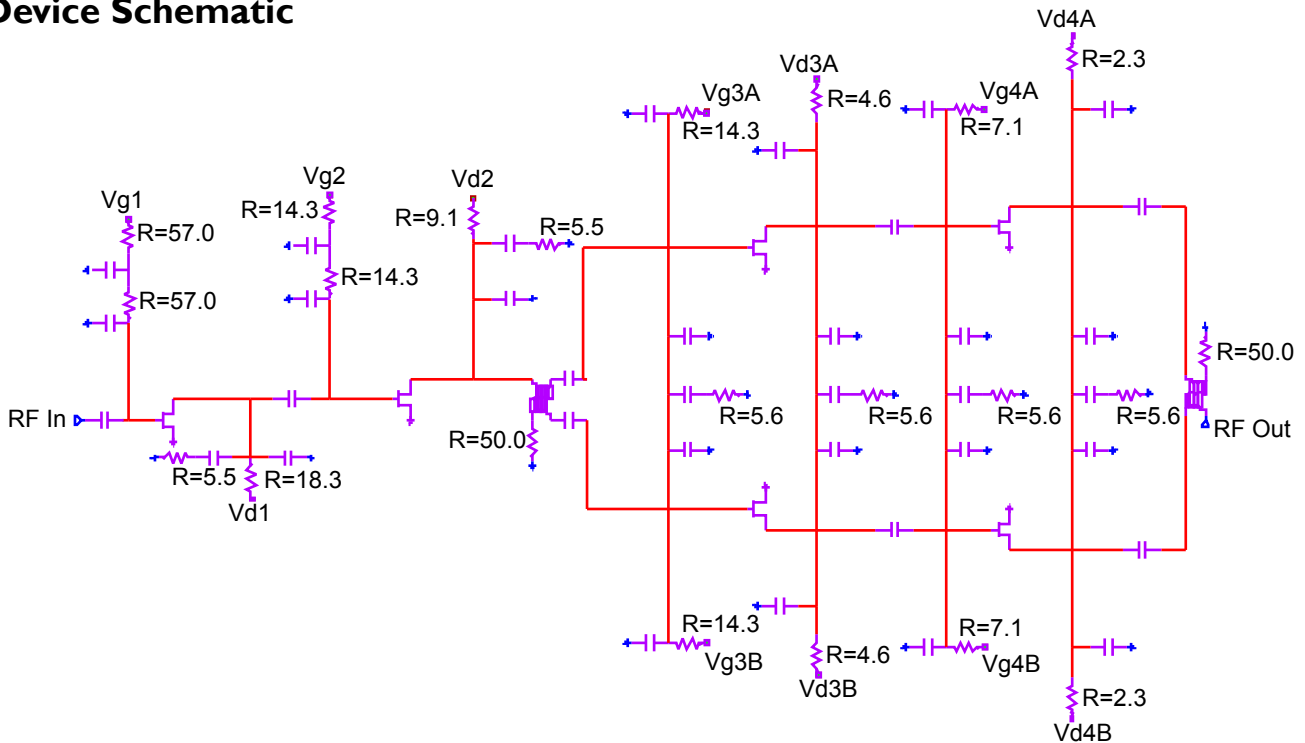 Device Schematic
Vd4A
R=2.3
Vd3A
R=4.6
Vg3A
R=14.3
Vg4A
R=7.1
Vg1
R=57.0
R=57.0
Vg2
R=14.3
R=14.3
Vd2
R=9.1
R=5.5
RF In
R=5.5
R=18.3
Vd1
R=50.0
R=5.6
R=5.6
R=5.6
R=5.6
R=50.0
RF Out
R=14.3
Vg3B
R=4.6
Vd3B
R=7.1
Vg4B
R=2.3
Vd4B